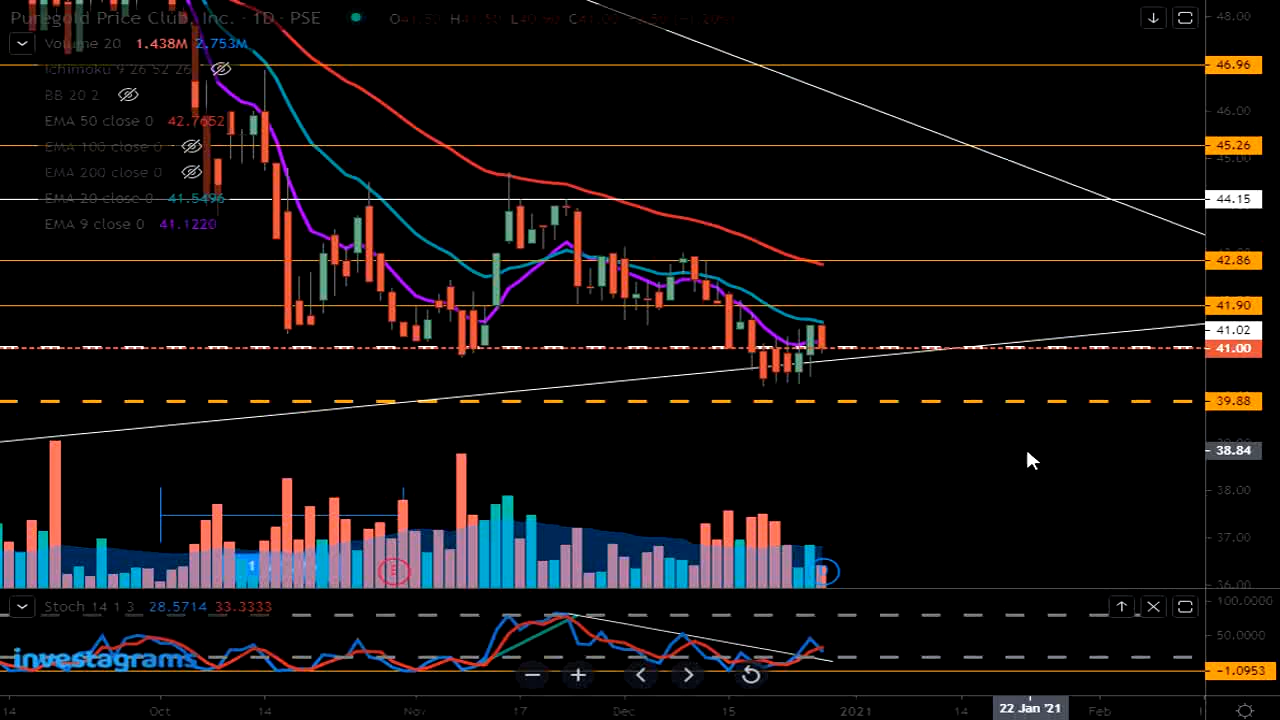 Puregold Price Club, Inc. · 1D · PSE
Volume 20 1.438M 2.753M
Ichimoku 9 26 52 26
BB 20 2
EMA 50 close 0 42.7652
EMA 100 close 0
EMA 200 close 0
EMA 20 close 0 41.5496
EMA 9 close 0 41.1220
48.00
46.96
46.00
45.26
45.00
44.15
42.86
41.90
41.02
41.00
39.88
38.84
38.00
37.00
36.00
1
E
Stoch 14 1 3 28.5714 33.3333
100.0000
50.0000
-1.0953
investagrams
14 Oct 14 Nov 17 Dec 15 2021 14 22 Jan '21 Feb